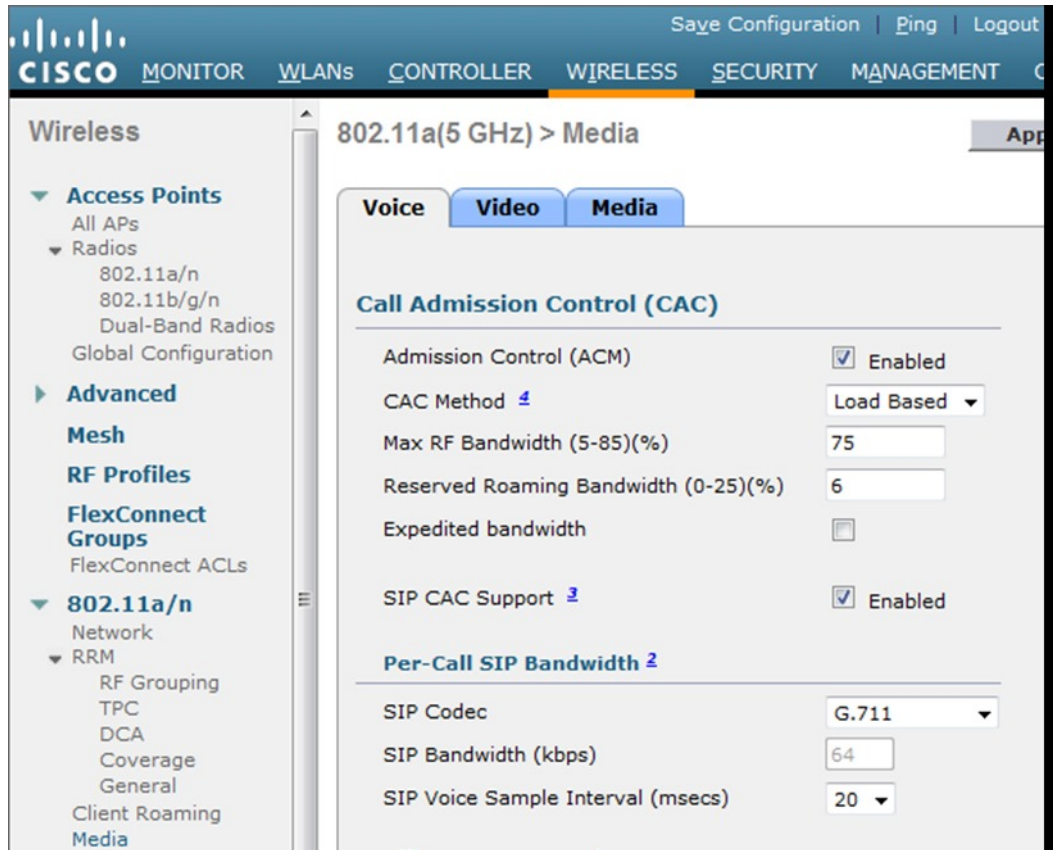 Save Configuration | Ping | Logout
CISCO MONITOR WLANs CONTROLLER WIRELESS SECURITY MANAGEMENT
Wireless
Access Points
All APs
Radios
802.11a/n
802.11b/g/n
Dual-Band Radios
Global Configuration
Advanced
Mesh
RF Profiles
FlexConnect
Groups
FlexConnect ACLs
802.11a/n
Network
RRM
RF Grouping
TPC
DCA
Coverage
General
Client Roaming
Media
802.11a(5 GHz) > Media
App
Voice Video Media
Call Admission Control (CAC)
Admission Control (ACM) Enabled
CAC Method 4 Load Based
Max RF Bandwidth (5-85)(%) 75
Reserved Roaming Bandwidth (0-25)(%) 6
Expedited bandwidth
SIP CAC Support 3 Enabled
Per-Call SIP Bandwidth 2
SIP Codec G.711
SIP Bandwidth (kbps) 64
SIP Voice Sample Interval (msecs) 20